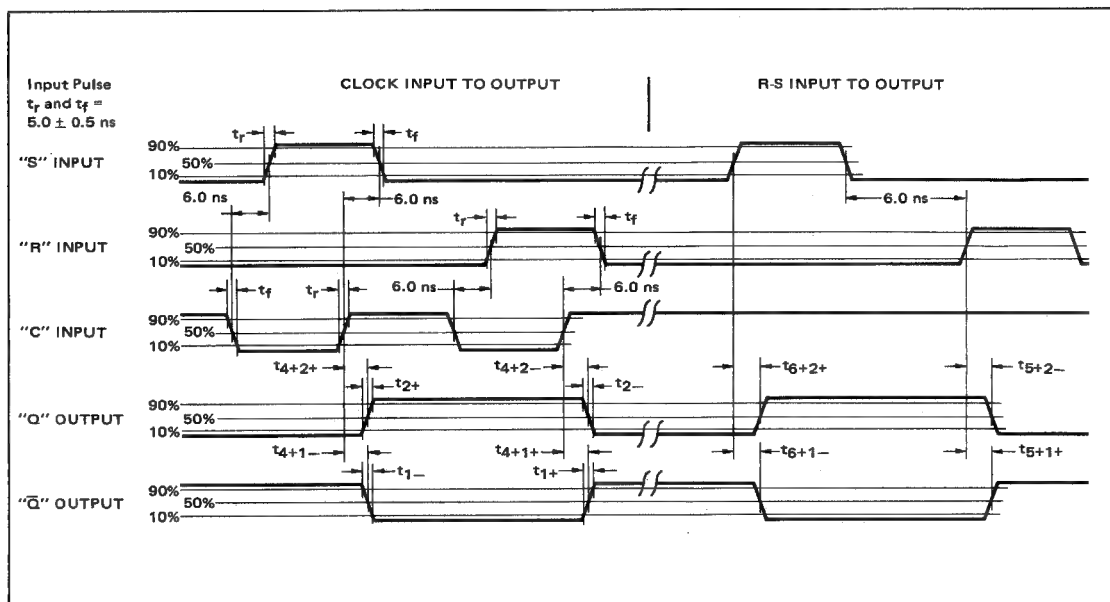 Input Pulse
tr and tf =
5.0 ± 0.5 ns
CLOCK INPUT TO OUTPUT
R-S INPUT TO OUTPUT
tr
tf
"S" INPUT
90%
50%
10%
6.0 ns
6.0 ns
6.0 ns
tr
tf
"R" INPUT
90%
50%
10%
tf
tr
6.0 ns
6.0 ns
"C" INPUT
90%
50%
10%
t4+2+
t4+2–
t6+2+
t5+2–
t2+
t2–
"Q" OUTPUT
90%
50%
10%
t4+1–
t4+1+
t6+1–
t5+1+
t1–
t1+
"Q̅" OUTPUT
90%
50%
10%